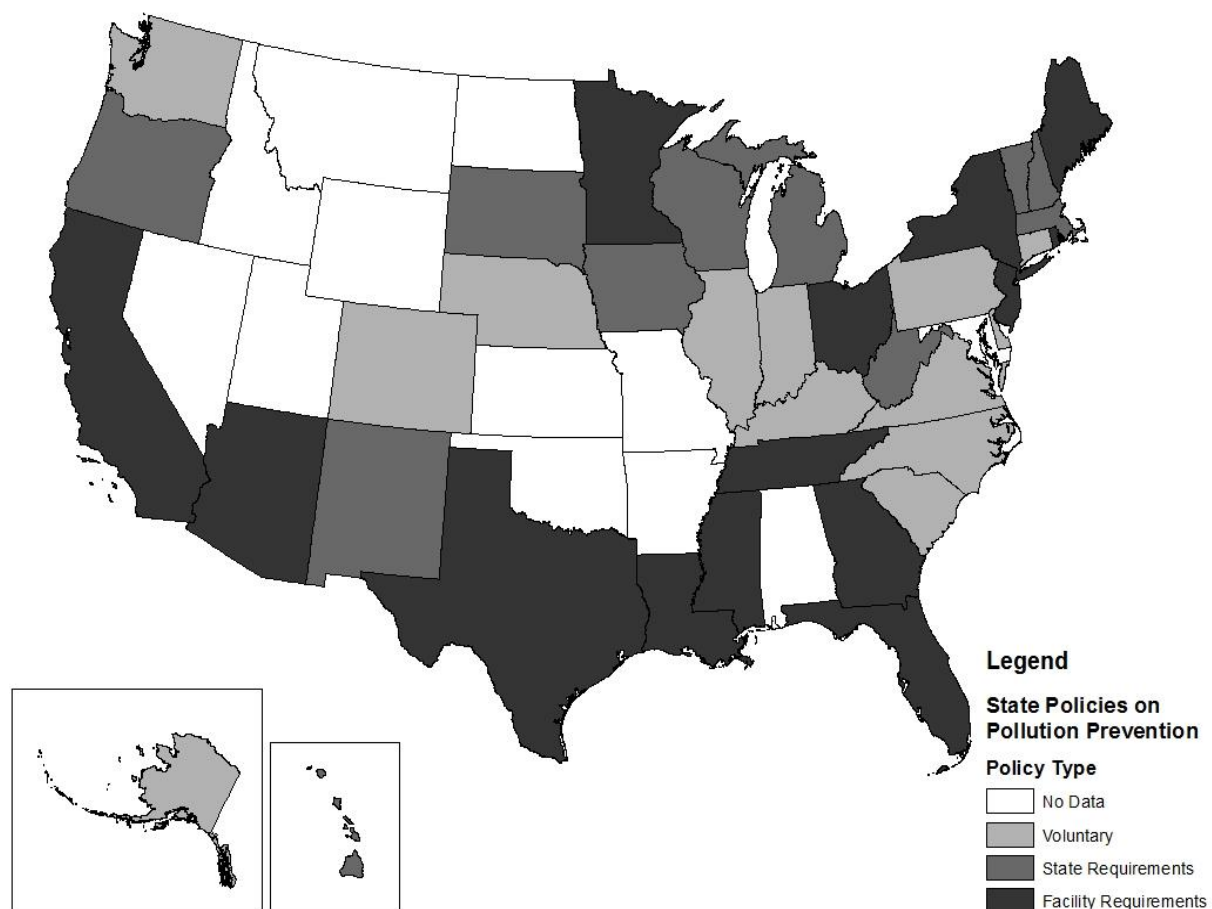 Legend
State Policies on
Pollution Prevention
Policy Type
No Data
Voluntary
State Requirements
Facility Requirements